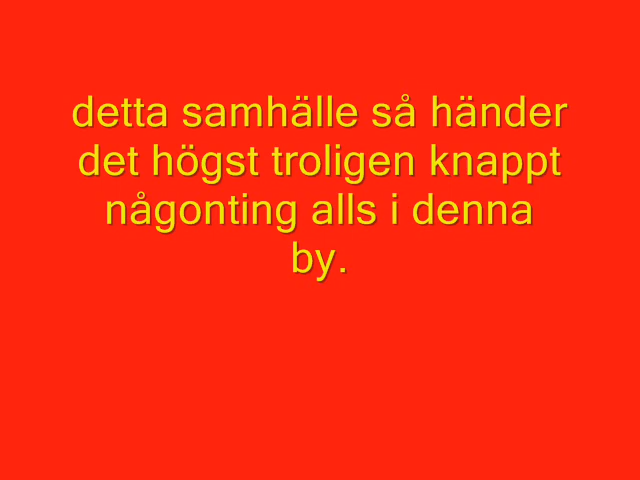 detta samhälle så händer
det högst troligen knappt
någonting alls i denna
by.